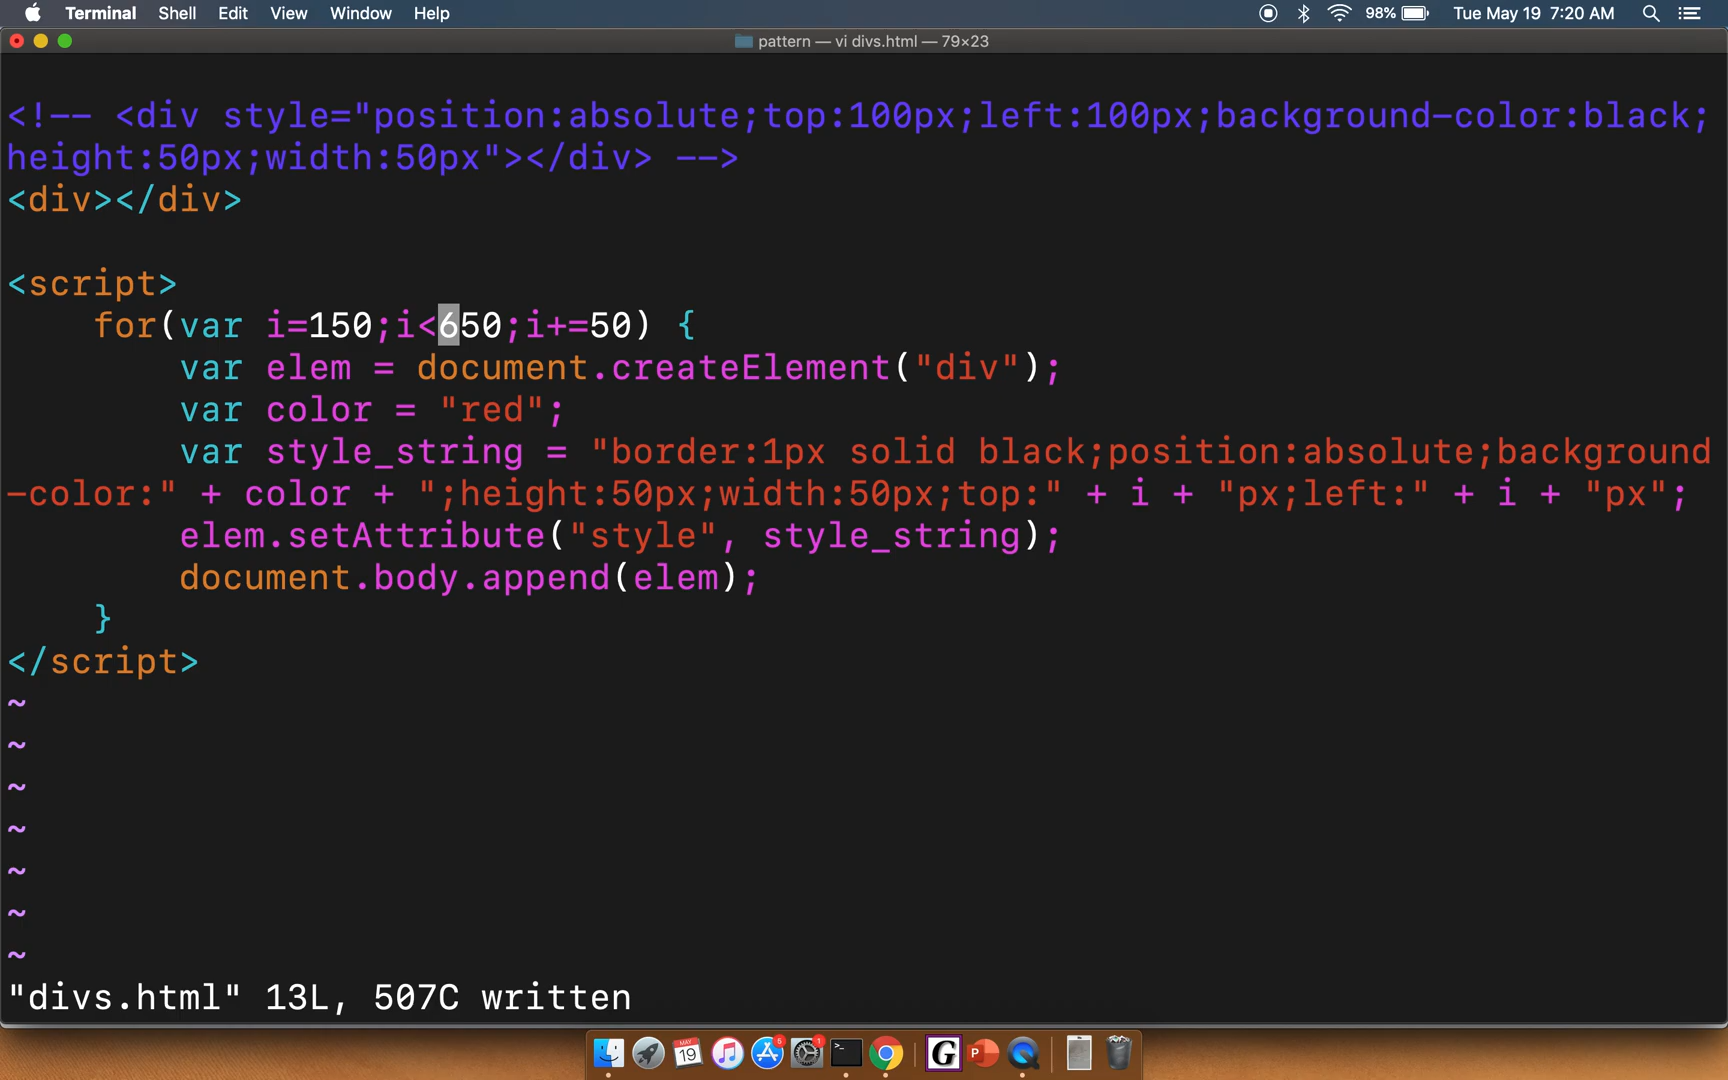 Terminal Shell Edit View Window Help 98% Tue May 19 7:20 AM
pattern — vi divs.html — 79×23
<!-- <div style="position:absolute;top:100px;left:100px;background-color:black;
height:50px;width:50px"></div> -->
<div></div>
<script>
for(var i=150;i<650;i+=50) {
var elem = document.createElement("div");
var color = "red";
var style_string = "border:1px solid black;position:absolute;background
-color:" + color + ";height:50px;width:50px;top:" + i + "px;left:" + i + "px";
elem.setAttribute("style", style_string);
document.body.append(elem);
}
</script>
~
~
~
~
~
~
~
"divs.html" 13L, 507C written
MAY 19 5 1 >_ G P